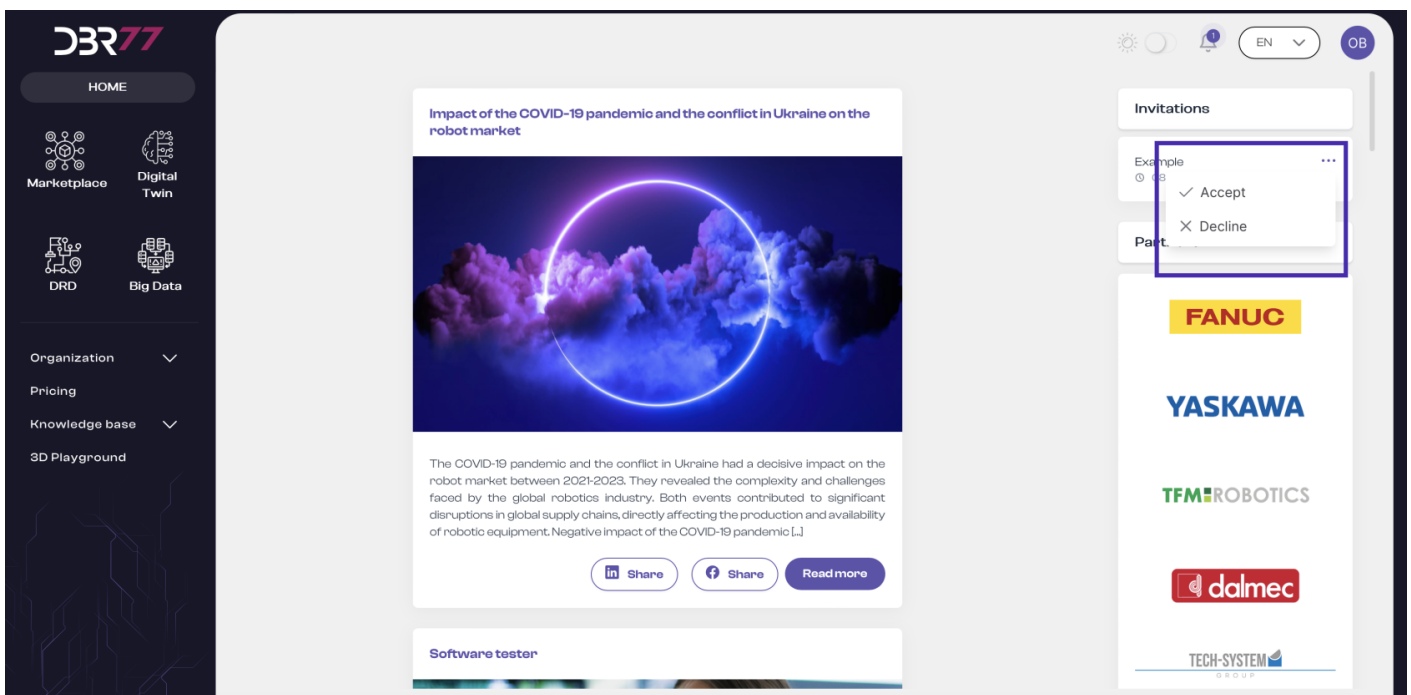 DBR77
HOME
Marketplace
Digital
Twin
DRD
Big Data
Organization
Pricing
Knowledge base
3D Playground
Impact of the COVID-19 pandemic and the conflict in Ukraine on the
robot market
The COVID-19 pandemic and the conflict in Ukraine had a decisive impact on the
robot market between 2021-2023. They revealed the complexity and challenges
faced by the global robotics industry. Both events contributed to significant
disruptions in global supply chains, directly affecting the production and availability
of robotic equipment. Negative impact of the COVID-19 pandemic [...]
in Share
Share
Read more
Software tester
1
EN
OB
Invitations
Example
Accept
Decline
FANUC
YASKAWA
TFM ROBOTICS
d dalmec
TECH-SYSTEM
GROUP